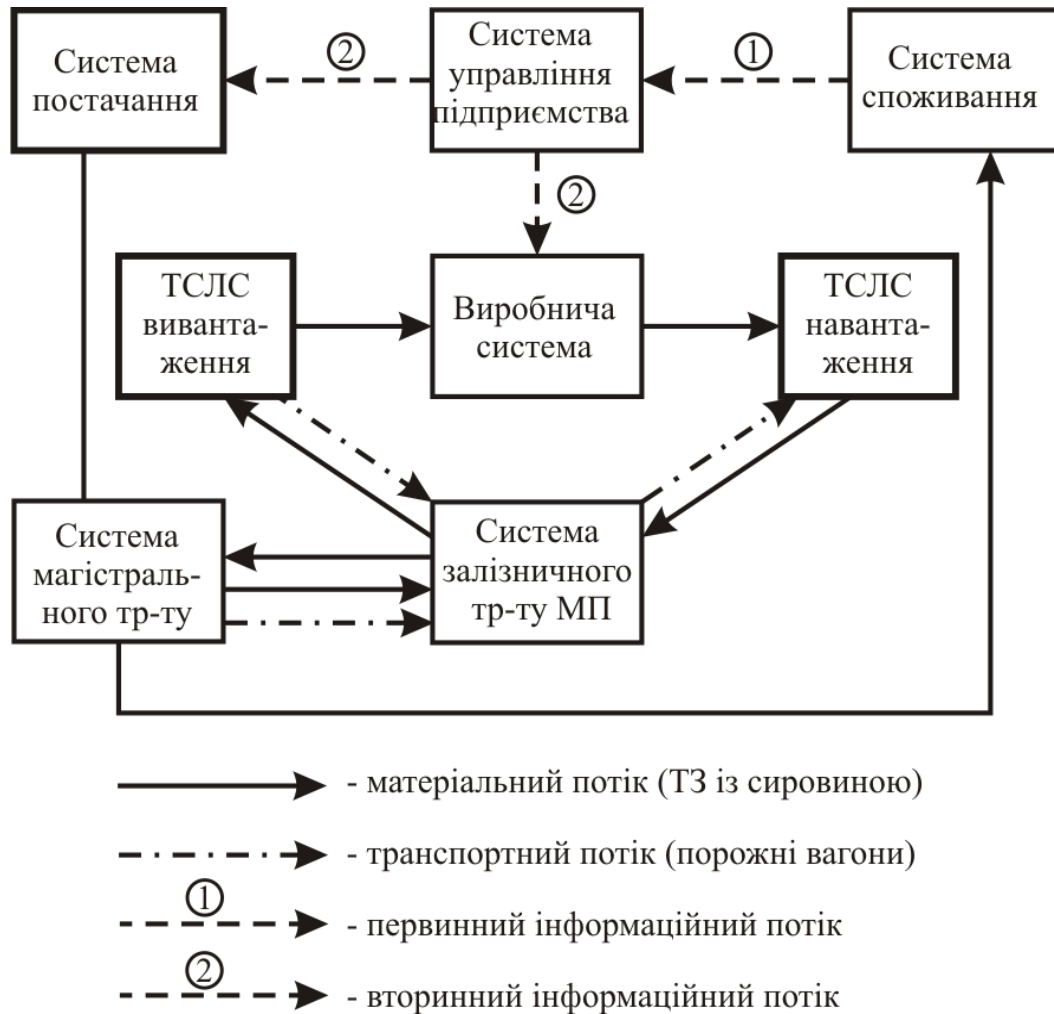 Система
постачання
2
Система
управління
підприємства
1
Система
споживання
2
ТСЛС
виванта-
ження
Виробнича
система
ТСЛС
наванта-
ження
Система
магістраль-
ного тр-ту
Система
залізничного
тр-ту МП
- матеріальний потік (ТЗ із сировиною)
- транспортний потік (порожні вагони)
1
- первинний інформаційний потік
2
- вторинний інформаційний потік